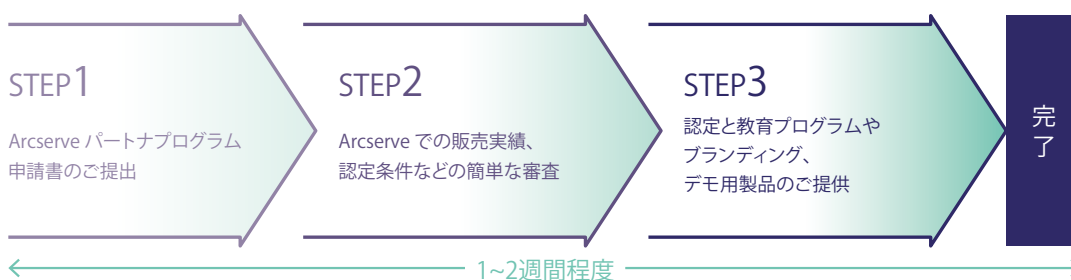 STEP1
Arcserve パートナプログラム
申請書のご提出
STEP2
Arcserve での販売実績、
認定条件などの簡単な審査
STEP3
認定と教育プログラムや
ブランディング、
デモ用製品のご提供
完了
1~2週間程度